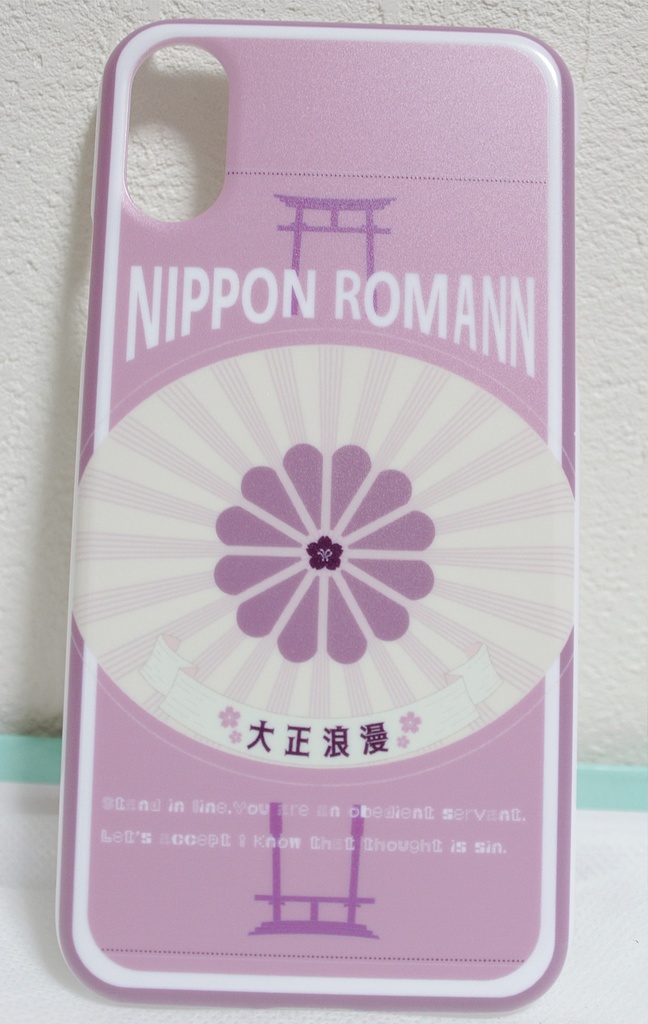 NIPPON ROMANN
大正浪漫
Stand in line.You are an obedient servant.
Let's accept I know that thought is sin.